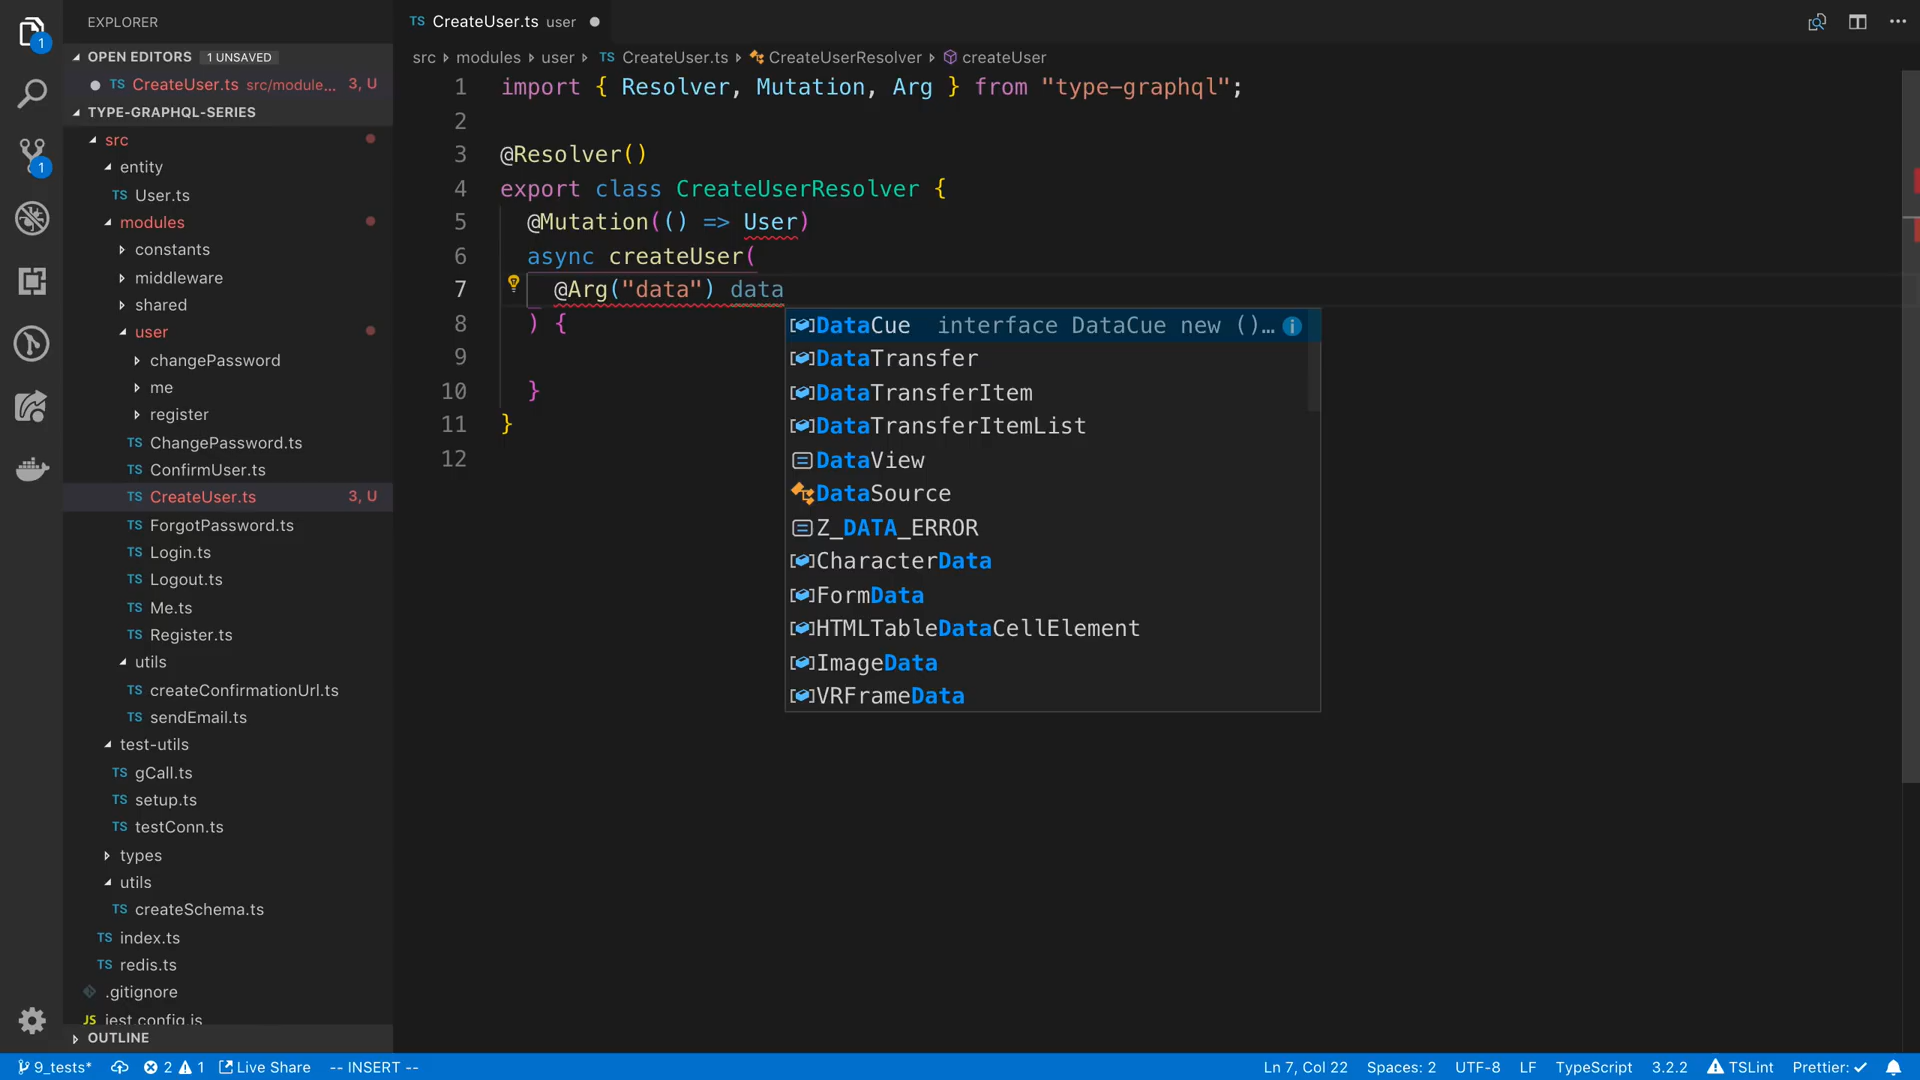 EXPLORER
OPEN EDITORS 1 UNSAVED
TS CreateUser.ts src/module... 3, U
TYPE-GRAPHQL-SERIES
src
entity
TS User.ts
modules
constants
middleware
shared
user
changePassword
me
register
TS ChangePassword.ts
TS ConfirmUser.ts
TS CreateUser.ts 3, U
TS ForgotPassword.ts
TS Login.ts
TS Logout.ts
TS Me.ts
TS Register.ts
utils
TS createConfirmationUrl.ts
TS sendEmail.ts
test-utils
TS gCall.ts
TS setup.ts
TS testConn.ts
types
utils
TS createSchema.ts
TS index.ts
TS redis.ts
.gitignore
JS jest.config.js
OUTLINE
1
1
TS CreateUser.ts user
src modules user TS CreateUser.ts CreateUserResolver createUser
1 import { Resolver, Mutation, Arg } from "type-graphql";
2
3 @Resolver()
4 export class CreateUserResolver {
5 @Mutation(() => User)
6 async createUser(
7 @Arg("data") data
8 ) {
9
10 }
11 }
12
DataCue interface DataCue new ()...
DataTransfer
DataTransferItem
DataTransferItemList
DataView
DataSource
Z_DATA_ERROR
CharacterData
FormData
HTMLTableDataCellElement
ImageData
VRFrameData
9_tests* 2 1 Live Share -- INSERT -- Ln 7, Col 22 Spaces: 2 UTF-8 LF TypeScript 3.2.2 TSLint Prettier: ✓